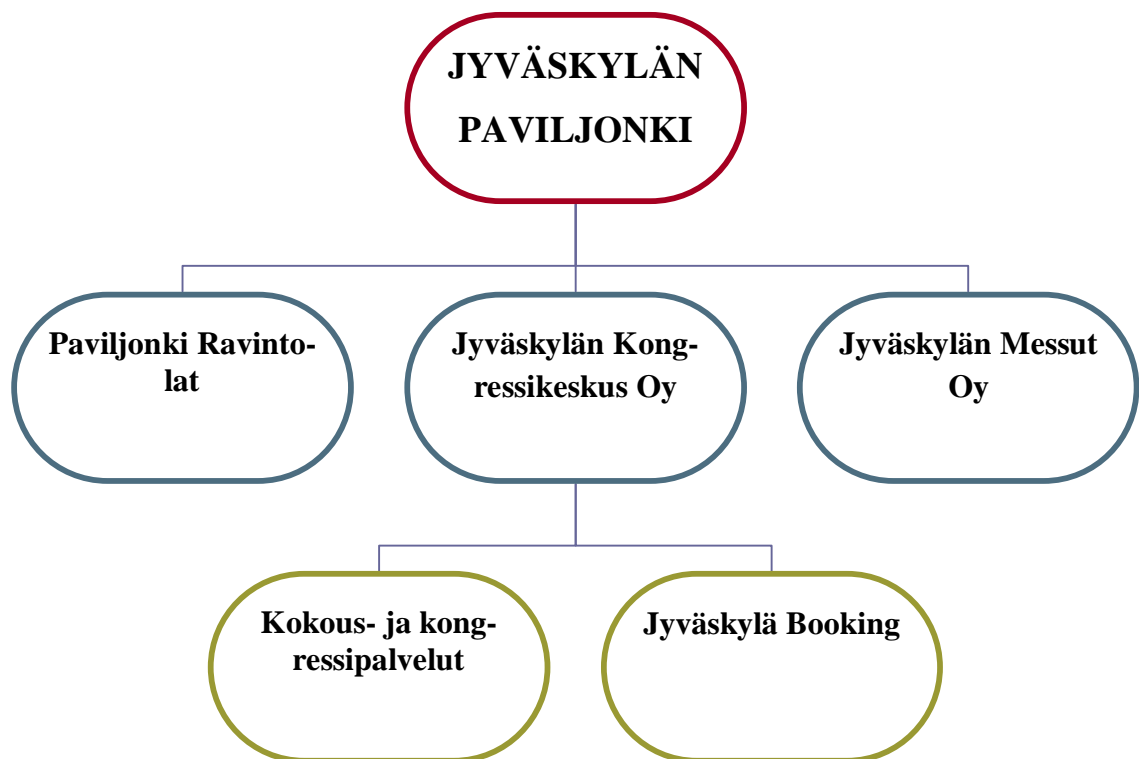 JYVÄSKYLÄN
PAVILJONKI
Paviljonki Ravinto-
lat
Jyväskylän Kong-
ressikeskus Oy
Jyväskylän Messut
Oy
Kokous- ja kong-
ressipalvelut
Jyväskylä Booking